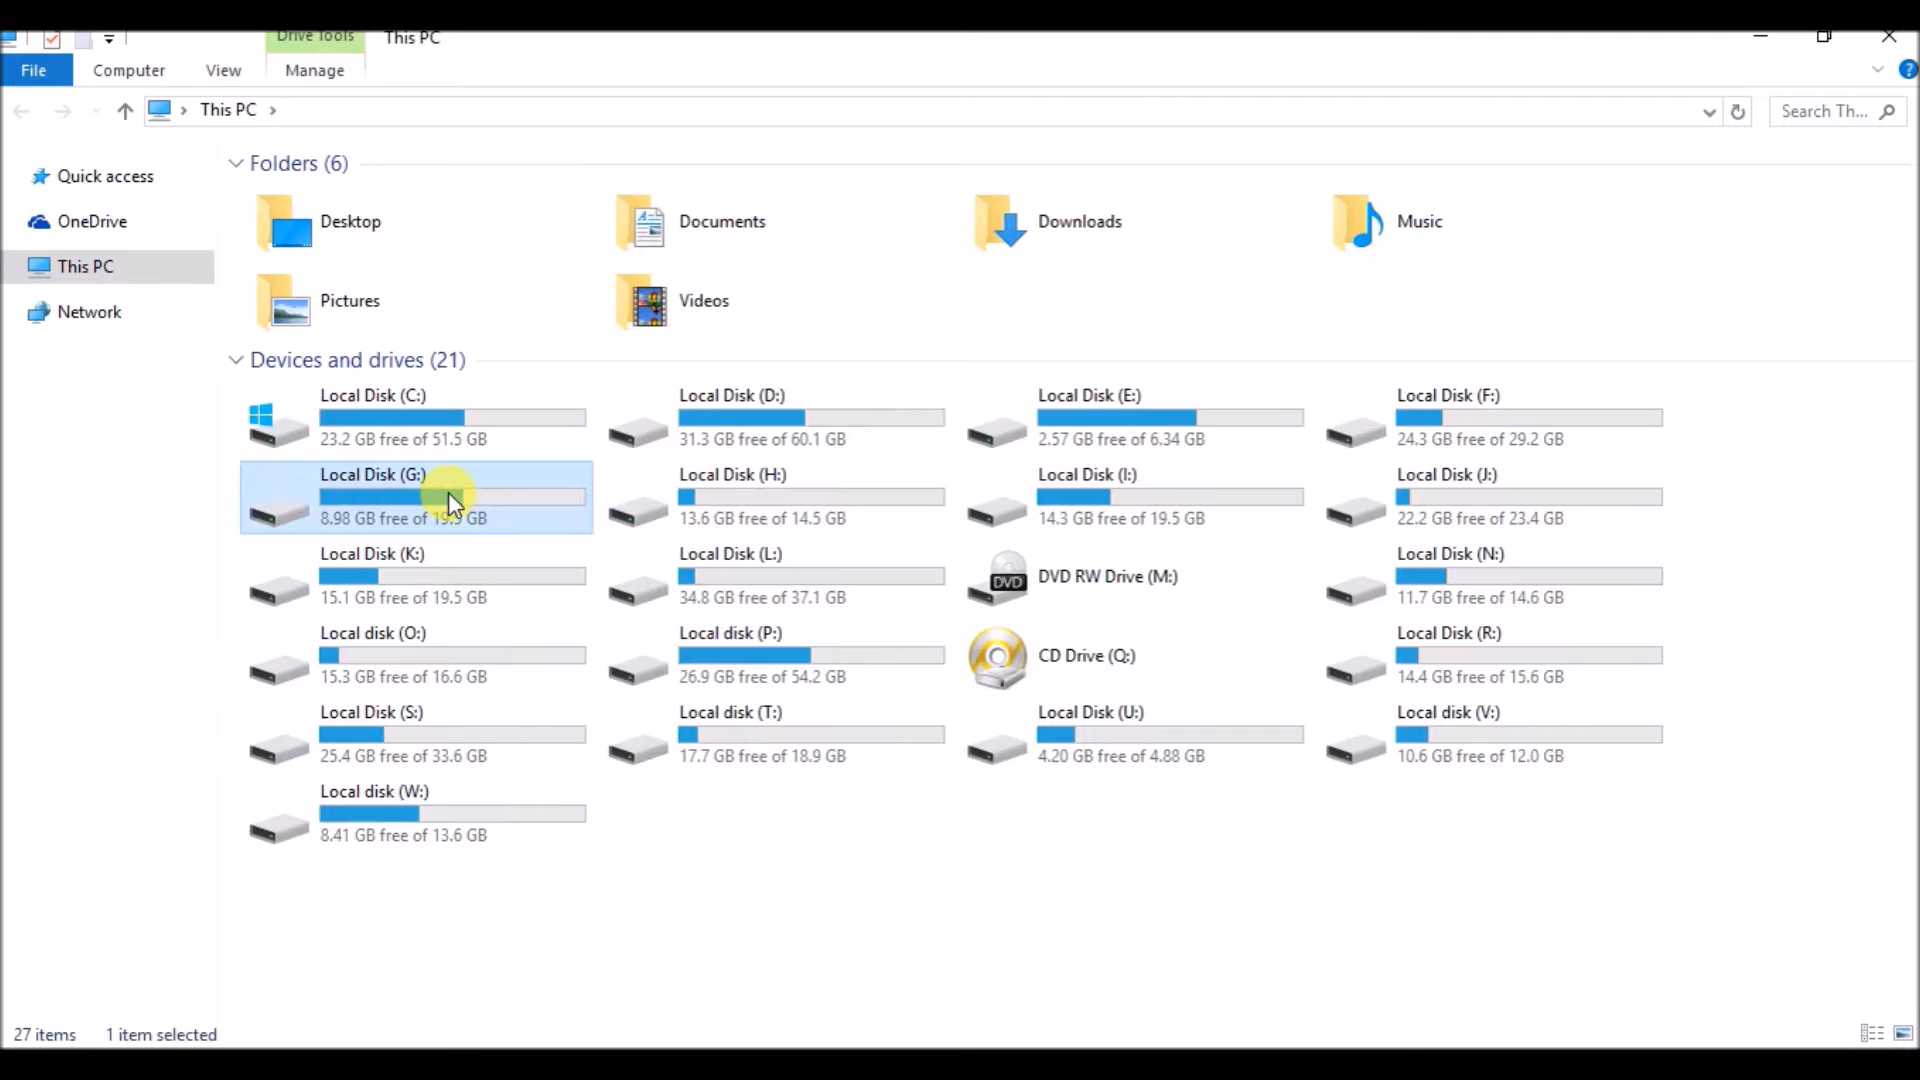 Drive Tools
This PC
File
Computer
View
Manage
This PC
Search Th...
Quick access
OneDrive
This PC
Network
Folders (6)
Desktop
Documents
Downloads
Music
Pictures
Videos
Devices and drives (21)
Local Disk (C:)
23.2 GB free of 51.5 GB
Local Disk (D:)
31.3 GB free of 60.1 GB
Local Disk (E:)
2.57 GB free of 6.34 GB
Local Disk (F:)
24.3 GB free of 29.2 GB
Local Disk (G:)
8.98 GB free of 19.5 GB
Local Disk (H:)
13.6 GB free of 14.5 GB
Local Disk (I:)
14.3 GB free of 19.5 GB
Local Disk (J:)
22.2 GB free of 23.4 GB
Local Disk (K:)
15.1 GB free of 19.5 GB
Local Disk (L:)
34.8 GB free of 37.1 GB
DVD
DVD RW Drive (M:)
Local Disk (N:)
11.7 GB free of 14.6 GB
Local disk (O:)
15.3 GB free of 16.6 GB
Local disk (P:)
26.9 GB free of 54.2 GB
CD Drive (Q:)
Local Disk (R:)
14.4 GB free of 15.6 GB
Local Disk (S:)
25.4 GB free of 33.6 GB
Local disk (T:)
17.7 GB free of 18.9 GB
Local Disk (U:)
4.20 GB free of 4.88 GB
Local disk (V:)
10.6 GB free of 12.0 GB
Local disk (W:)
8.41 GB free of 13.6 GB
27 items
1 item selected